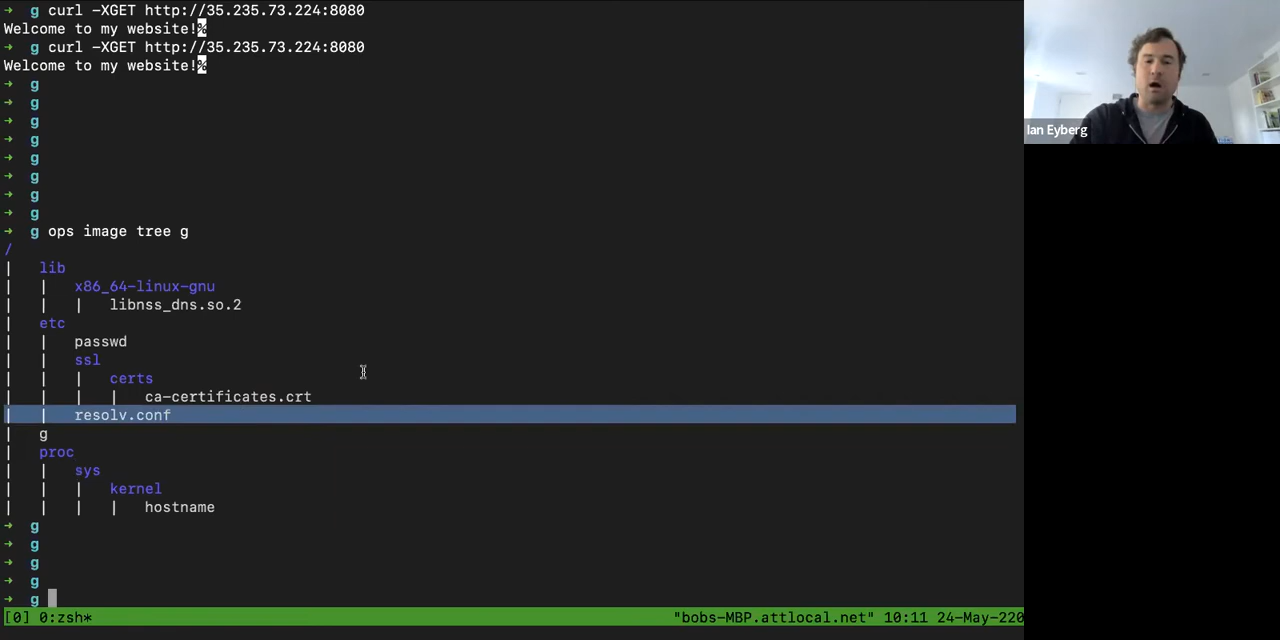 ➜  g curl -XGET http://35.235.73.224:8080
Welcome to my website!%
➜  g curl -XGET http://35.235.73.224:8080
Welcome to my website!%
➜  g
➜  g
➜  g
➜  g
➜  g
➜  g
➜  g
➜  g
➜  g ops image tree g
/
|   lib
|   |   x86_64-linux-gnu
|   |   |   libnss_dns.so.2
|   etc
|   |   passwd
|   |   ssl
|   |   |   certs
|   |   |   |   ca-certificates.crt
|   |   resolv.conf
|   g
|   proc
|   |   sys
|   |   |   kernel
|   |   |   |   hostname
➜  g
➜  g
➜  g
➜  g
➜  g
[0] 0:zsh* "bobs-MBP.attlocal.net" 10:11 24-May-220
Ian Eyberg